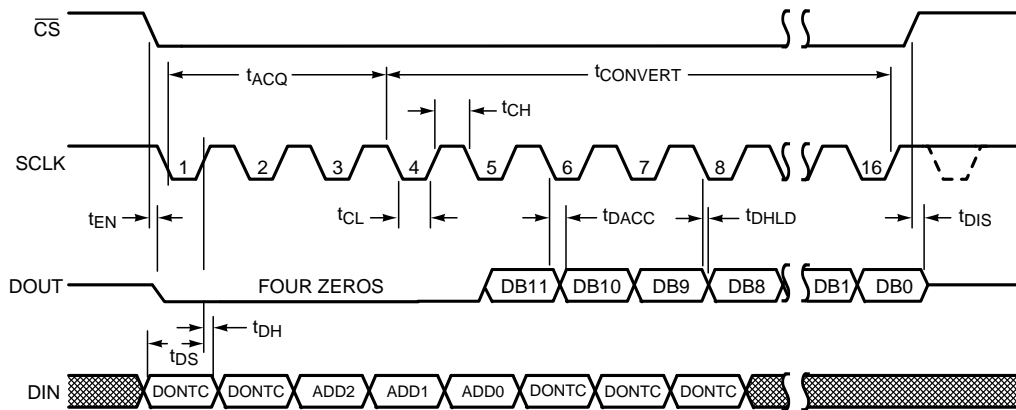 CS
tACQ
tCONVERT
tCH
SCLK
1 2 3 4 5 6 7 8 16
tEN
tCL
tDACC
tDHLD
tDIS
DOUT
FOUR ZEROS
DB11 DB10 DB9 DB8 DB1 DB0
tDH
tDS
DIN
DONTC DONTC ADD2 ADD1 ADD0 DONTC DONTC DONTC